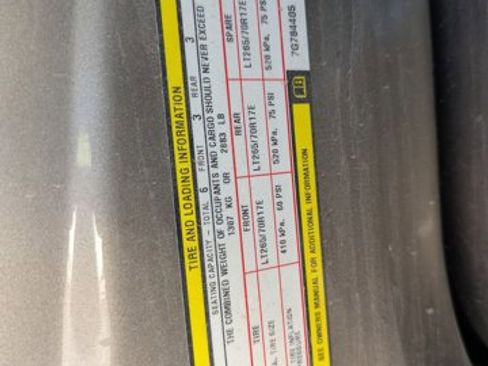 TIRE AND LOADING INFORMATION
SEATING CAPACITY - TOTAL 6 FRONT 3 REAR 3
THE COMBINED WEIGHT OF OCCUPANTS AND CARGO SHOULD NEVER EXCEED
1307 KG OR 2883 LB
TIRE FRONT REAR SPARE
TIRE SIZE LT265/70R17E LT265/70R17E LT265/70R17E
TIRE INFLATION PRESSURE 410 kPa, 60 PSI 520 kPa, 75 PSI 520 kPa, 75 PSI
SEE OWNERS MANUAL FOR ADDITIONAL INFORMATION
7G784405